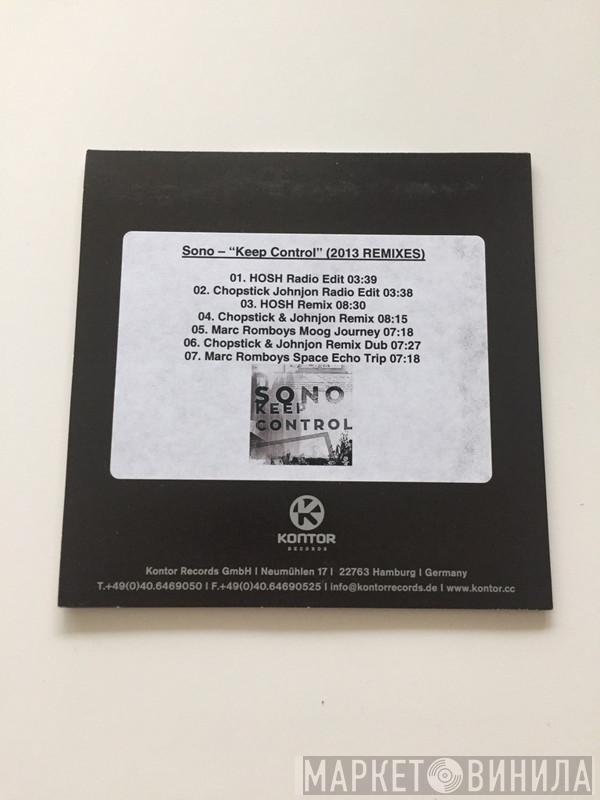 Sono – “Keep Control” (2013 REMIXES)
01. HOSH Radio Edit 03:39
02. Chopstick Johnjon Radio Edit 03:38
03. HOSH Remix 08:30
04. Chopstick & Johnjon Remix 08:15
05. Marc Romboys Moog Journey 07:18
06. Chopstick & Johnjon Remix Dub 07:27
07. Marc Romboys Space Echo Trip 07:18
SONO
KEEP
CONTROL
KONTOR
RECORDS
Kontor Records GmbH | Neumühlen 17 | 22763 Hamburg | Germany
T.+49(0)40.6469050 | F.+49(0)40.64690525 | info@kontorrecords.de | www.kontor.cc
МАРКЕТ ВИНИЛА